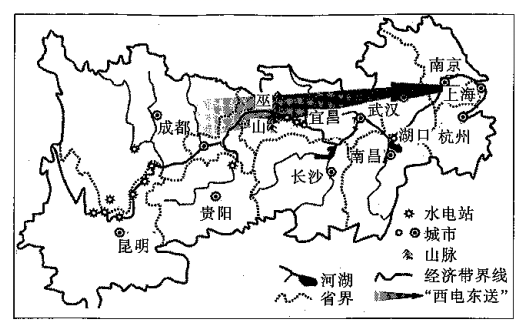 南京
上海
巫
武汉
宜昌
成都
山
湖口
杭州
南昌
长沙
贵阳
水电站
昆明
城市
山脉
河湖
经济带界线
省界
“西电东送”